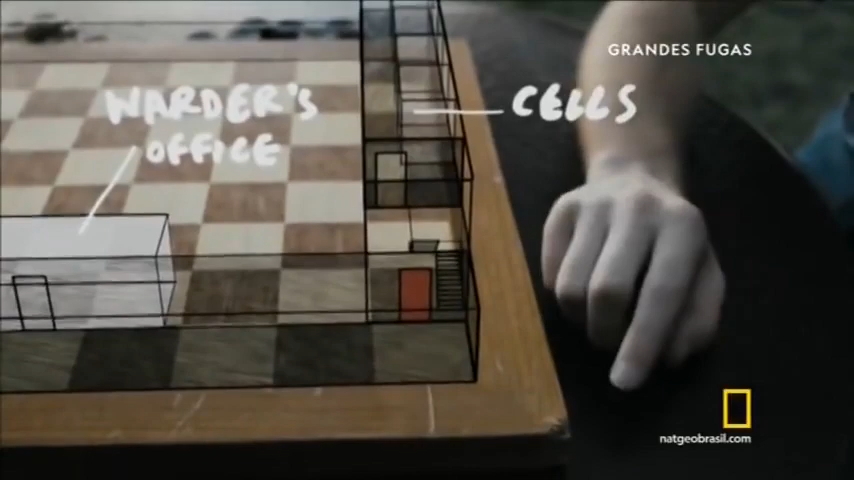 GRANDES FUGAS
WARDER'S
OFFICE
CELLS
natgeobrasil.com